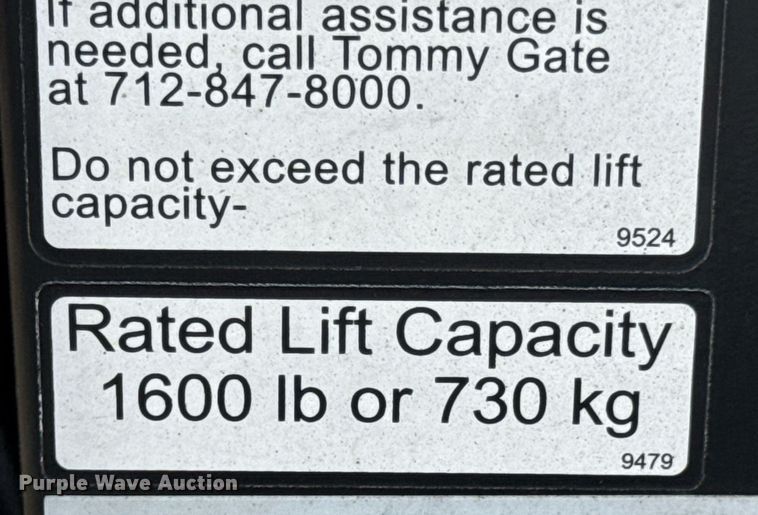 If additional assistance is
needed, call Tommy Gate
at 712-847-8000.
Do not exceed the rated lift
capacity-
9524
Rated Lift Capacity
1600 lb or 730 kg
9479
Purple Wave Auction